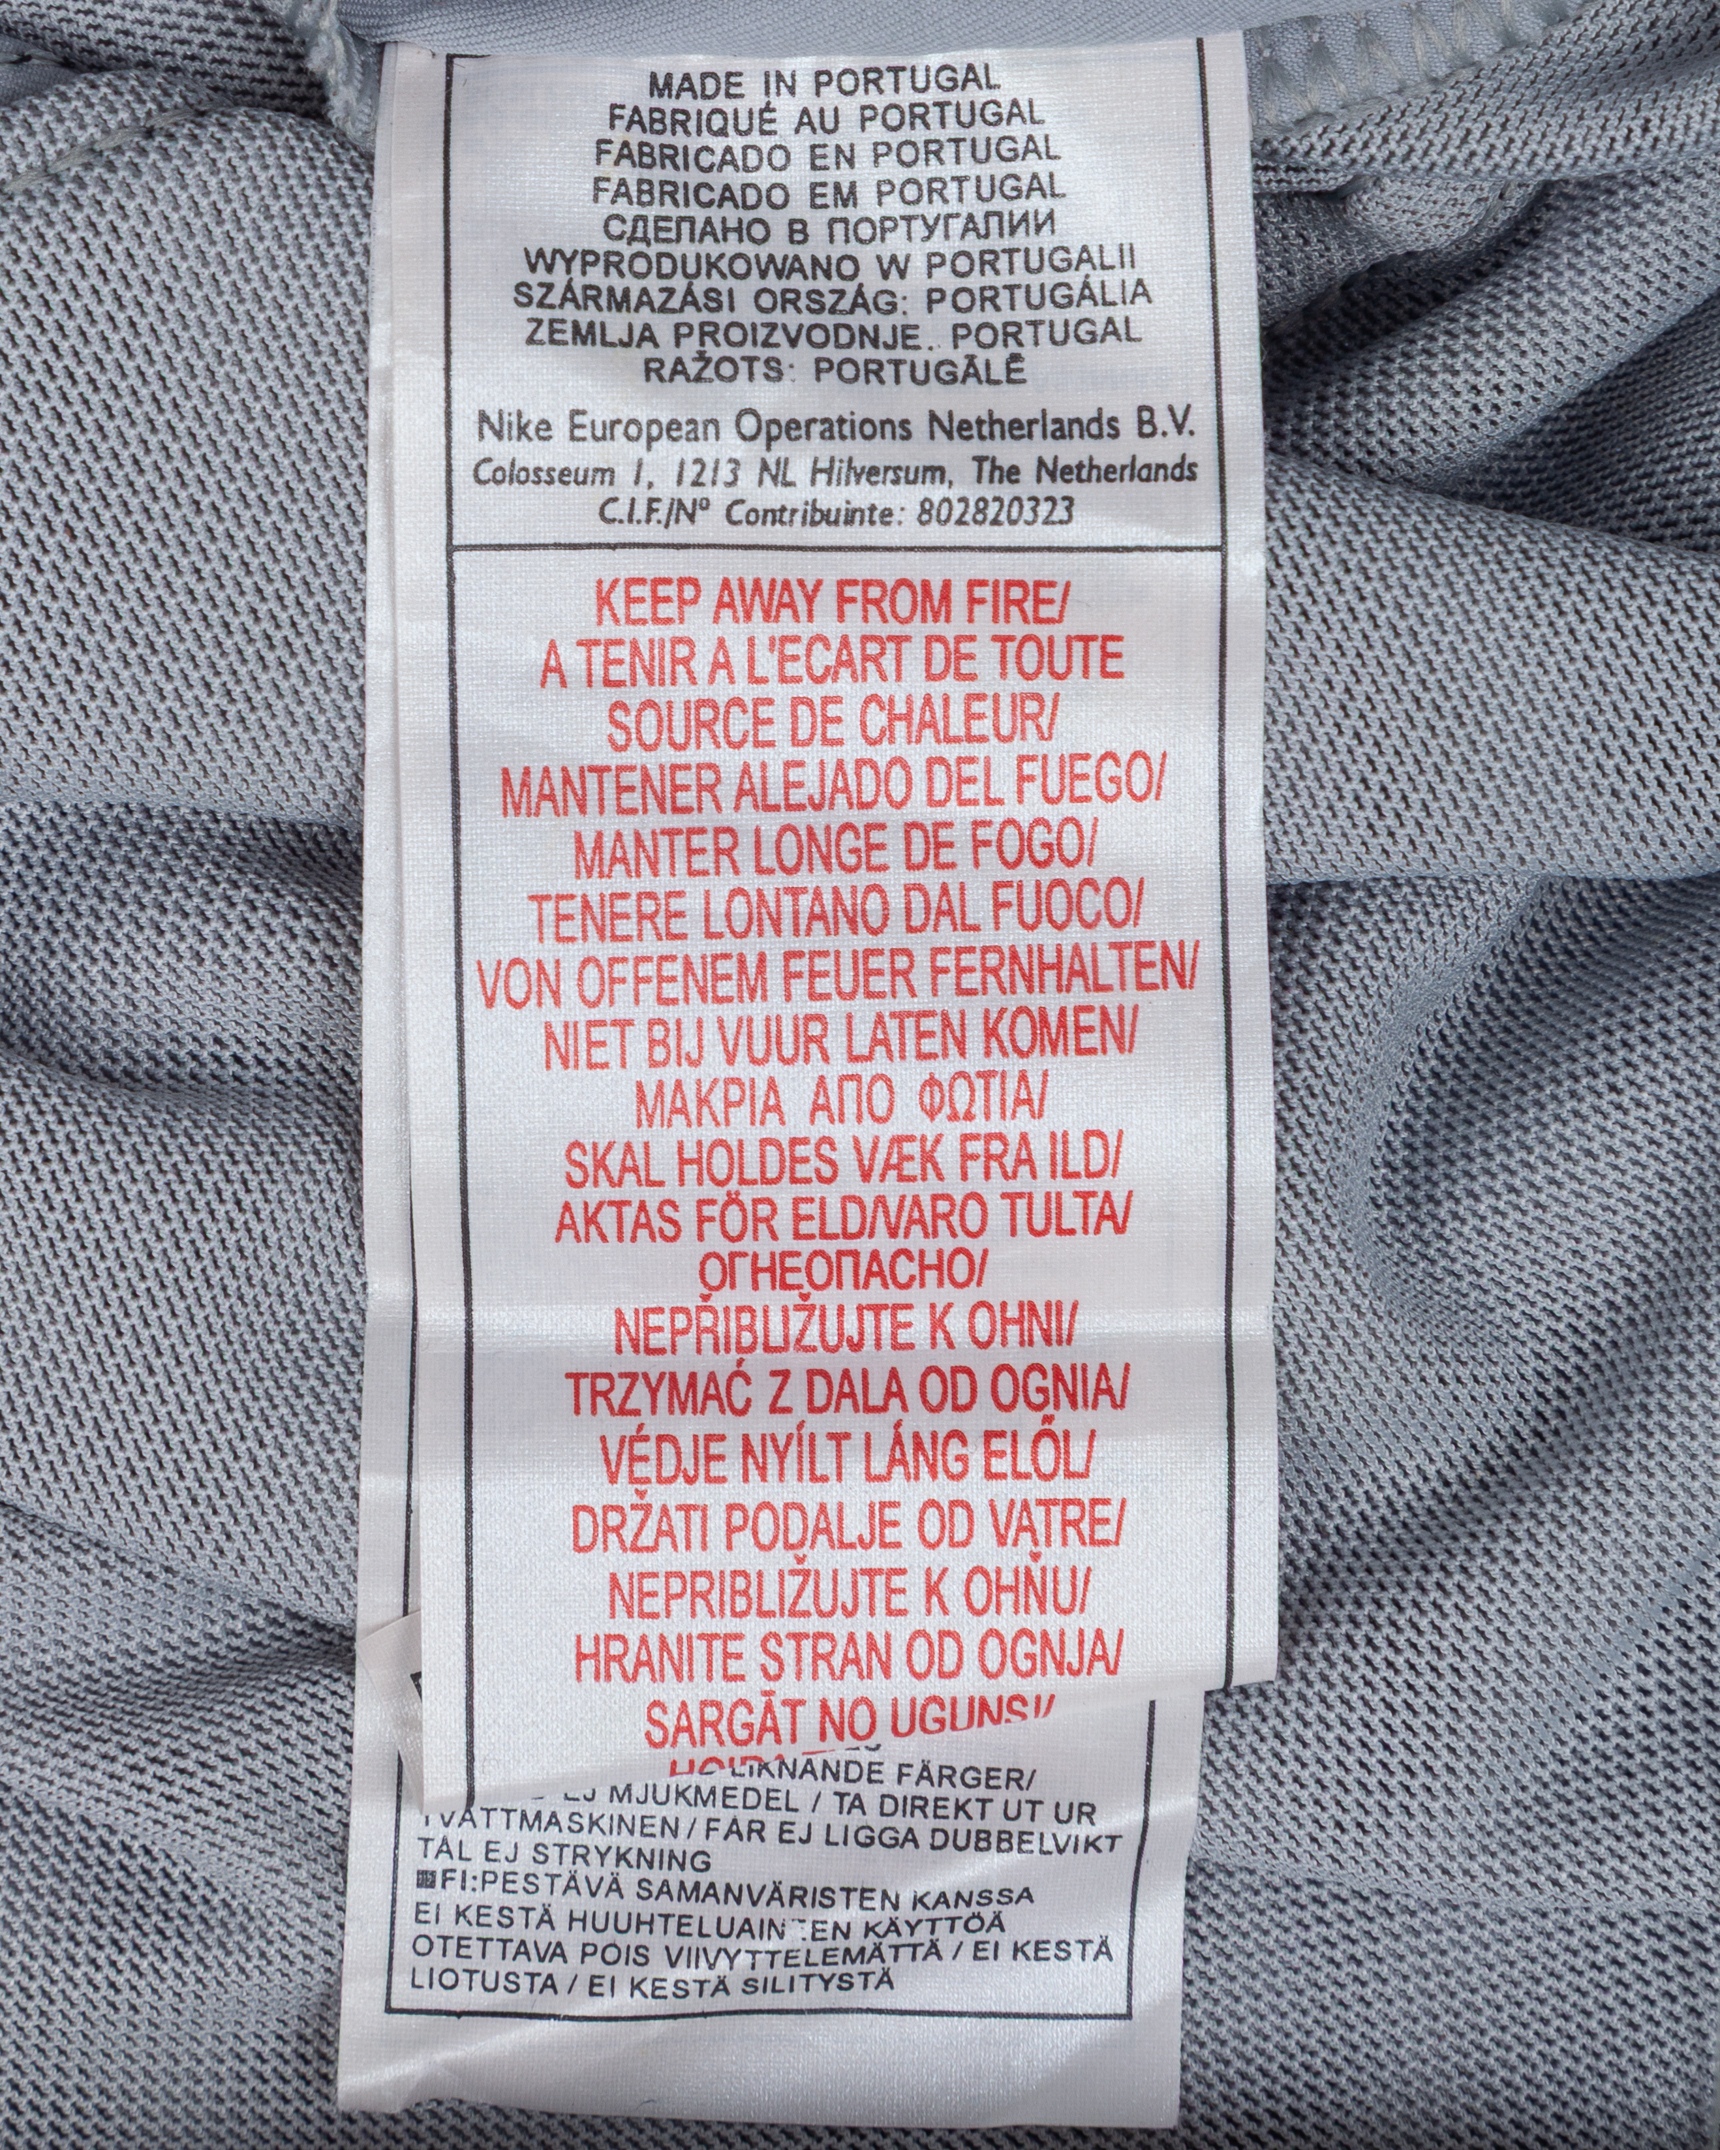 MADE IN PORTUGAL
FABRIQUÉ AU PORTUGAL
FABRICADO EN PORTUGAL
FABRICADO EM PORTUGAL
СДЕЛАНО В ПОРТУГАЛИИ
WYPRODUKOWANO W PORTUGALII
SZÁRMAZÁSI ORSZÁG: PORTUGÁLIA
ZEMLJA PROIZVODNJE. PORTUGAL
RAŽOTS: PORTUGĀLĒ
Nike European Operations Netherlands B.V.
Colosseum 1, 1213 NL Hilversum, The Netherlands
C.I.F./Nº Contribuinte: 802820323
KEEP AWAY FROM FIRE/
A TENIR A L'ECART DE TOUTE
SOURCE DE CHALEUR/
MANTENER ALEJADO DEL FUEGO/
MANTER LONGE DE FOGO/
TENERE LONTANO DAL FUOCO/
VON OFFENEM FEUER FERNHALTEN/
NIET BIJ VUUR LATEN KOMEN/
ΜΑΚΡΙΑ ΑΠΟ ΦΩΤΙΑ/
SKAL HOLDES VÆK FRA ILD/
AKTAS FÖR ELD/VARO TULTA/
ОГНЕОПАСНО/
NEPŘIBLIŽUJTE K OHNI/
TRZYMAĆ Z DALA OD OGNIA/
VÉDJE NYÍLT LÁNG ELŐL/
DRŽATI PODALJE OD VATRE/
NEPRIBLIŽUJTE K OHŇU/
HRANITE STRAN OD OGNJA/
SARGĀT NO UGUNS/
FÄRGER/
MJUKMEDEL / TA DIREKT UT UR
TVÄTTMASKINEN / FÅR EJ LIGGA DUBBELVIKT
TÅL EJ STRYKNING
FI:PESTÄVÄ SAMANVÄRISTEN KANSSA
EI KESTÄ HUUHTELUAINEEN KÄYTTÖÄ
OTETTAVA POIS VIIVYTTELEMÄTTÄ / EI KESTÄ
LIOTUSTA / EI KESTÄ SILITYSTÄ